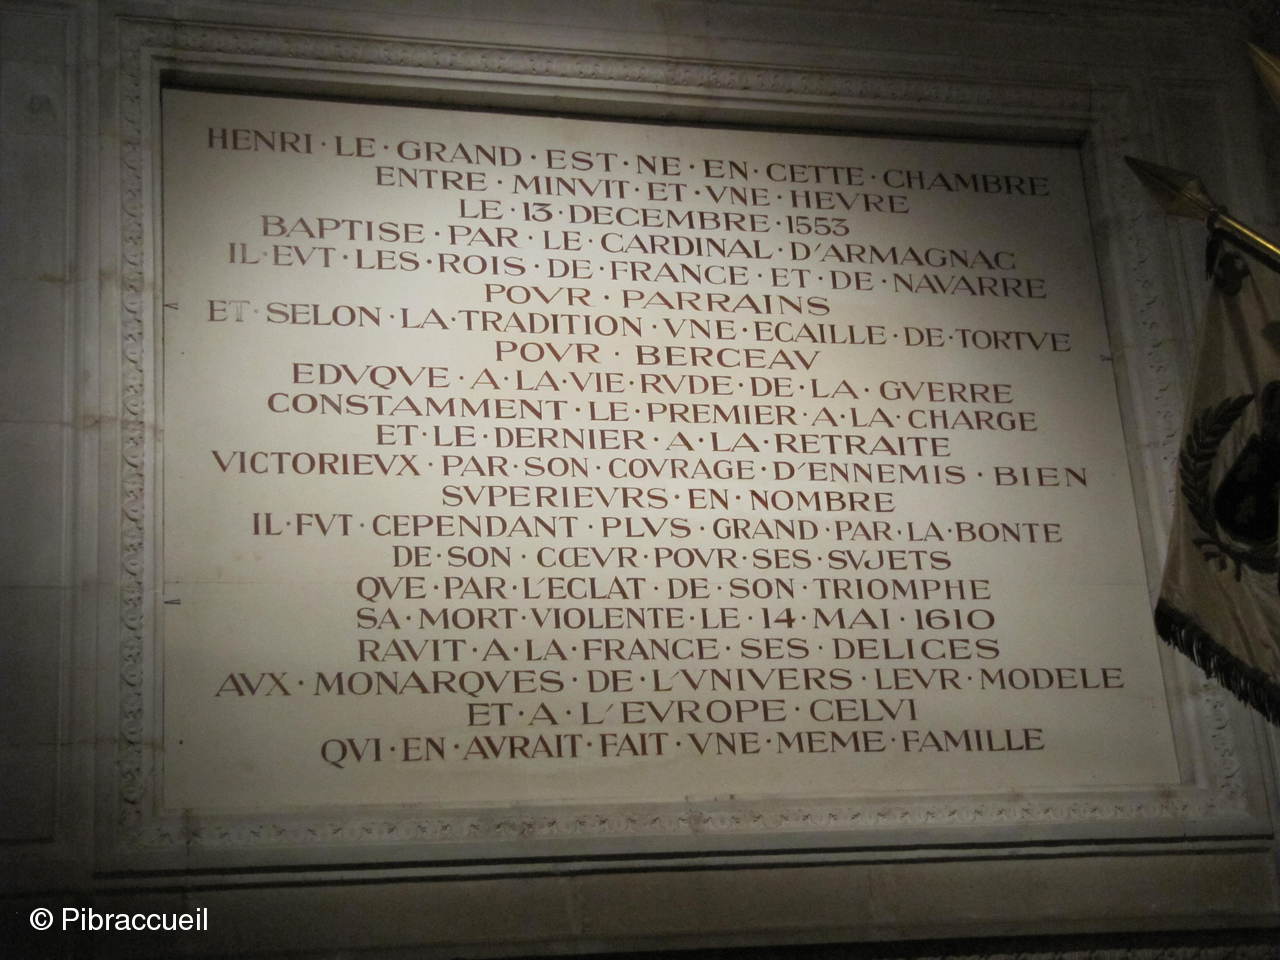 HENRI·LE·GRAND·EST·NE·EN·CETTE·CHAMBRE
ENTRE·MINVIT·ET·VNE·HEVRE
LE·13·DECEMBRE·1553
BAPTISE·PAR·LE·CARDINAL·D'ARMAGNAC
IL·EVT·LES·ROIS·DE·FRANCE·ET·DE·NAVARRE
POVR·PARRAINS
ET·SELON·LA·TRADITION·VNE·ECAILLE·DE·TORTVE
POVR·BERCEAV
EDVQVE·A·LA·VIE·RVDE·DE·LA·GVERRE
CONSTAMMENT·LE·PREMIER·A·LA·CHARGE
ET·LE·DERNIER·A·LA·RETRAITE
VICTORIEVX·PAR·SON·COVRAGE·D'ENNEMIS·BIEN
SVPERIEVRS·EN·NOMBRE
IL·FVT·CEPENDANT·PLVS·GRAND·PAR·LA·BONTE
DE·SON·CŒVR·POVR·SES·SVJETS
QVE·PAR·L'ECLAT·DE·SON·TRIOMPHE
SA·MORT·VIOLENTE·LE·14·MAI·1610
RAVIT·A·LA·FRANCE·SES·DELICES
AVX·MONARQVES·DE·L'VNIVERS·LEVR·MODELE
ET·A·L'EVROPE·CELVI
QVI·EN·AVRAIT·FAIT·VNE·MEME·FAMILLE
© Pibraccueil